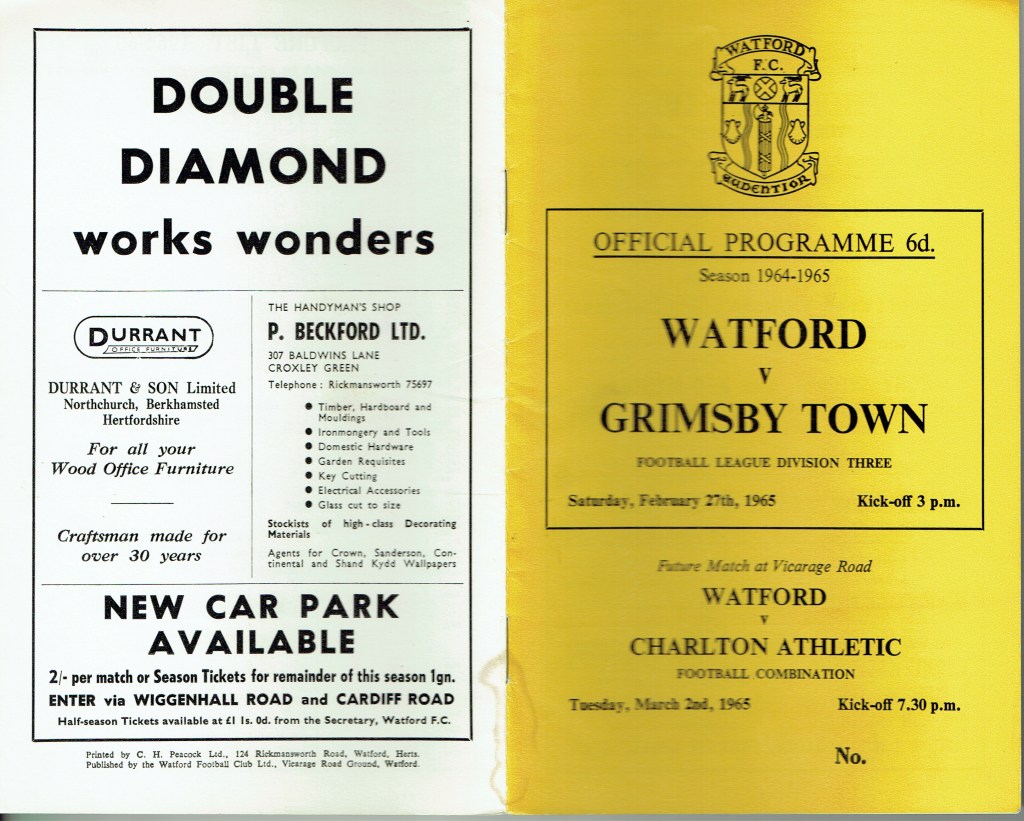 DOUBLE
DIAMOND
works wonders
DURRANT
OFFICE FURNITURE
DURRANT & SON Limited
Northchurch, Berkhamsted
Hertfordshire
For all your
Wood Office Furniture
Craftsman made for
over 30 years
THE HANDYMAN'S SHOP
P. BECKFORD LTD.
307 BALDWINS LANE
CROXLEY GREEN
Telephone : Rickmansworth 75697
● Timber, Hardboard and
Mouldings
● Ironmongery and Tools
● Domestic Hardware
● Garden Requisites
● Key Cutting
● Electrical Accessories
● Glass cut to size
Stockists of high-class Decorating
Materials
Agents for Crown, Sanderson, Con-
tinental and Shand Kydd Wallpapers
NEW CAR PARK
AVAILABLE
2/- per match or Season Tickets for remainder of this season 1gn.
ENTER via WIGGENHALL ROAD and CARDIFF ROAD
Half-season Tickets available at £1 1s. 0d. from the Secretary, Watford F.C.
Printed by C. H. Peacock Ltd., 124 Rickmansworth Road, Watford, Herts.
Published by the Watford Football Club Ltd., Vicarage Road Ground, Watford.
WATFORD
F.C.
AUDENTIOR
OFFICIAL PROGRAMME 6d.
Season 1964-1965
WATFORD
v
GRIMSBY TOWN
FOOTBALL LEAGUE DIVISION THREE
Saturday, February 27th, 1965 Kick-off 3 p.m.
Future Match at Vicarage Road
WATFORD
v
CHARLTON ATHLETIC
FOOTBALL COMBINATION
Tuesday, March 2nd, 1965 Kick-off 7.30 p.m.
No.